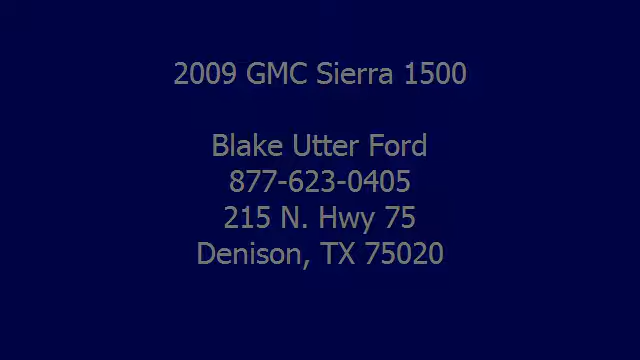 2009 GMC Sierra 1500
Blake Utter Ford
877-623-0405
215 N. Hwy 75
Denison, TX 75020